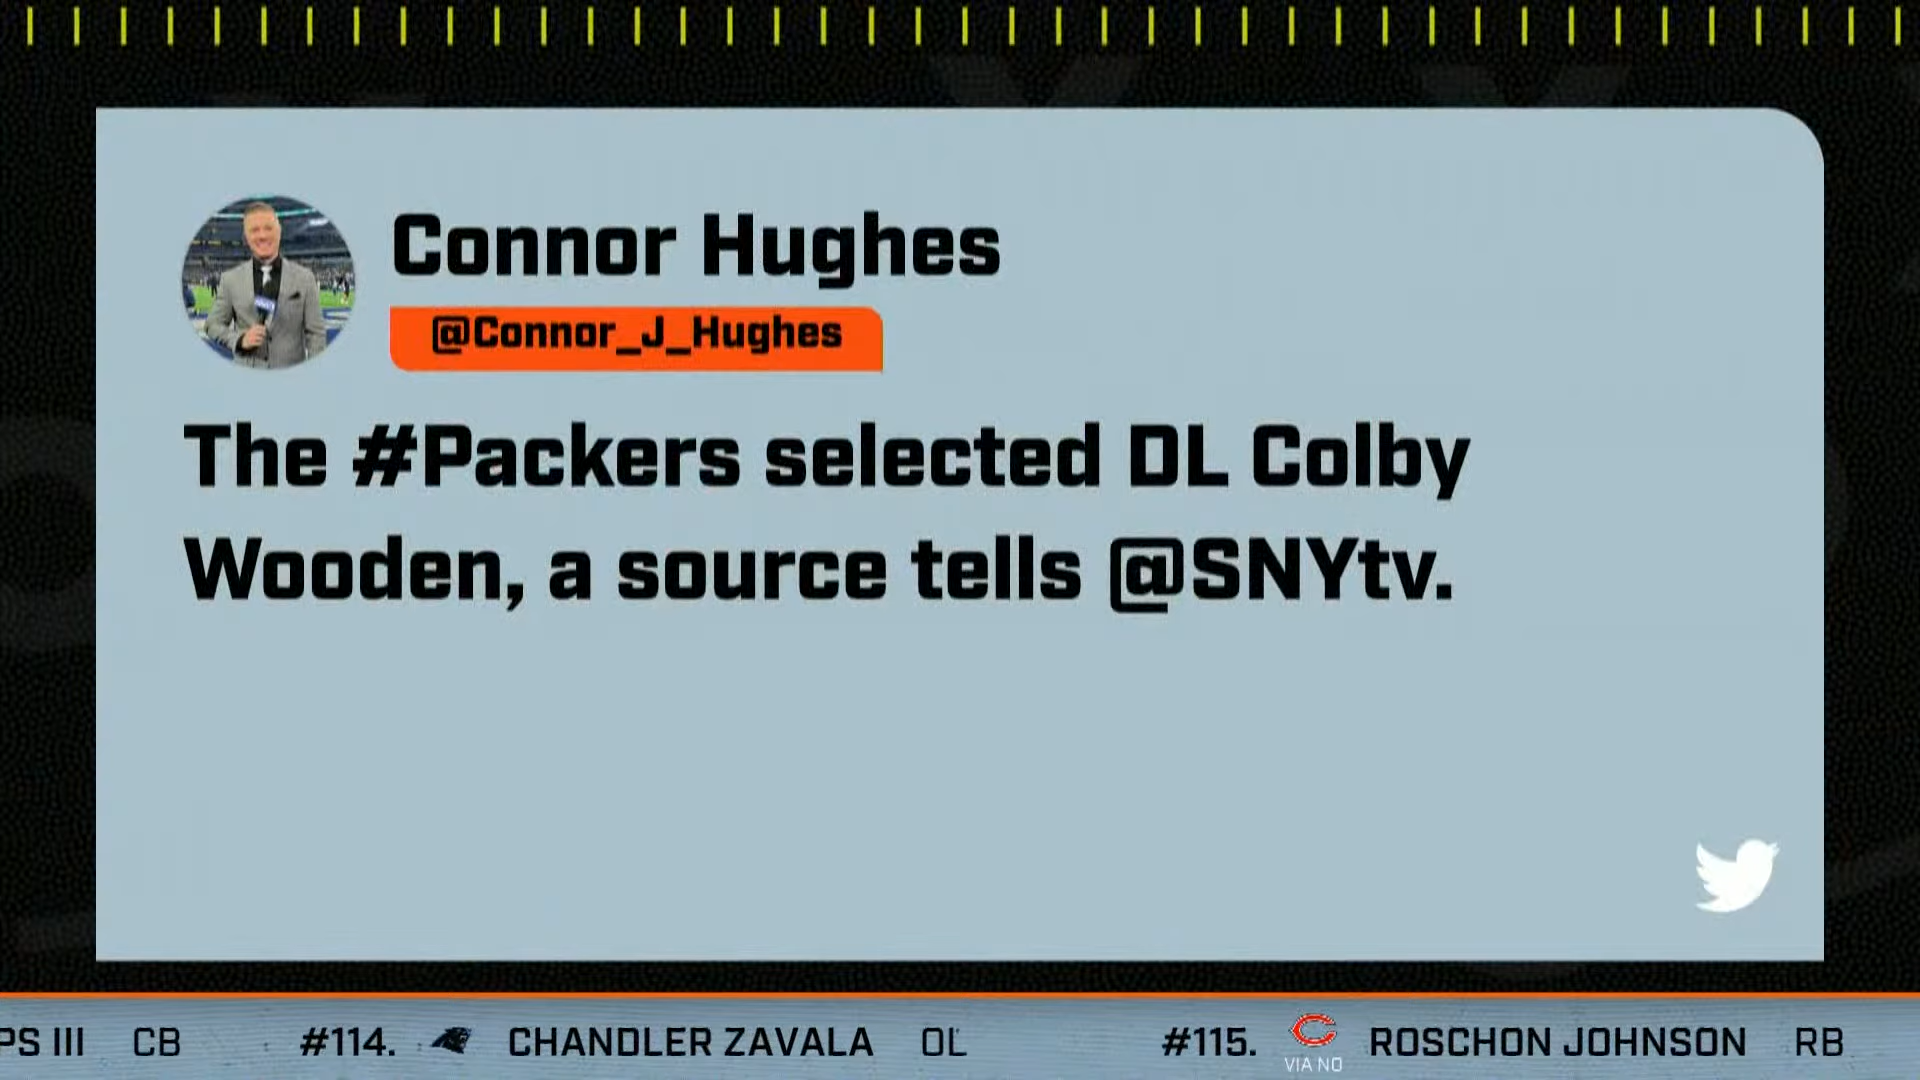 Connor Hughes
@Connor_J_Hughes
The #Packers selected DL Colby
Wooden, a source tells @SNYtv.
PS III CB #114. CHANDLER ZAVALA OL #115. VIA NO ROSCHON JOHNSON RB